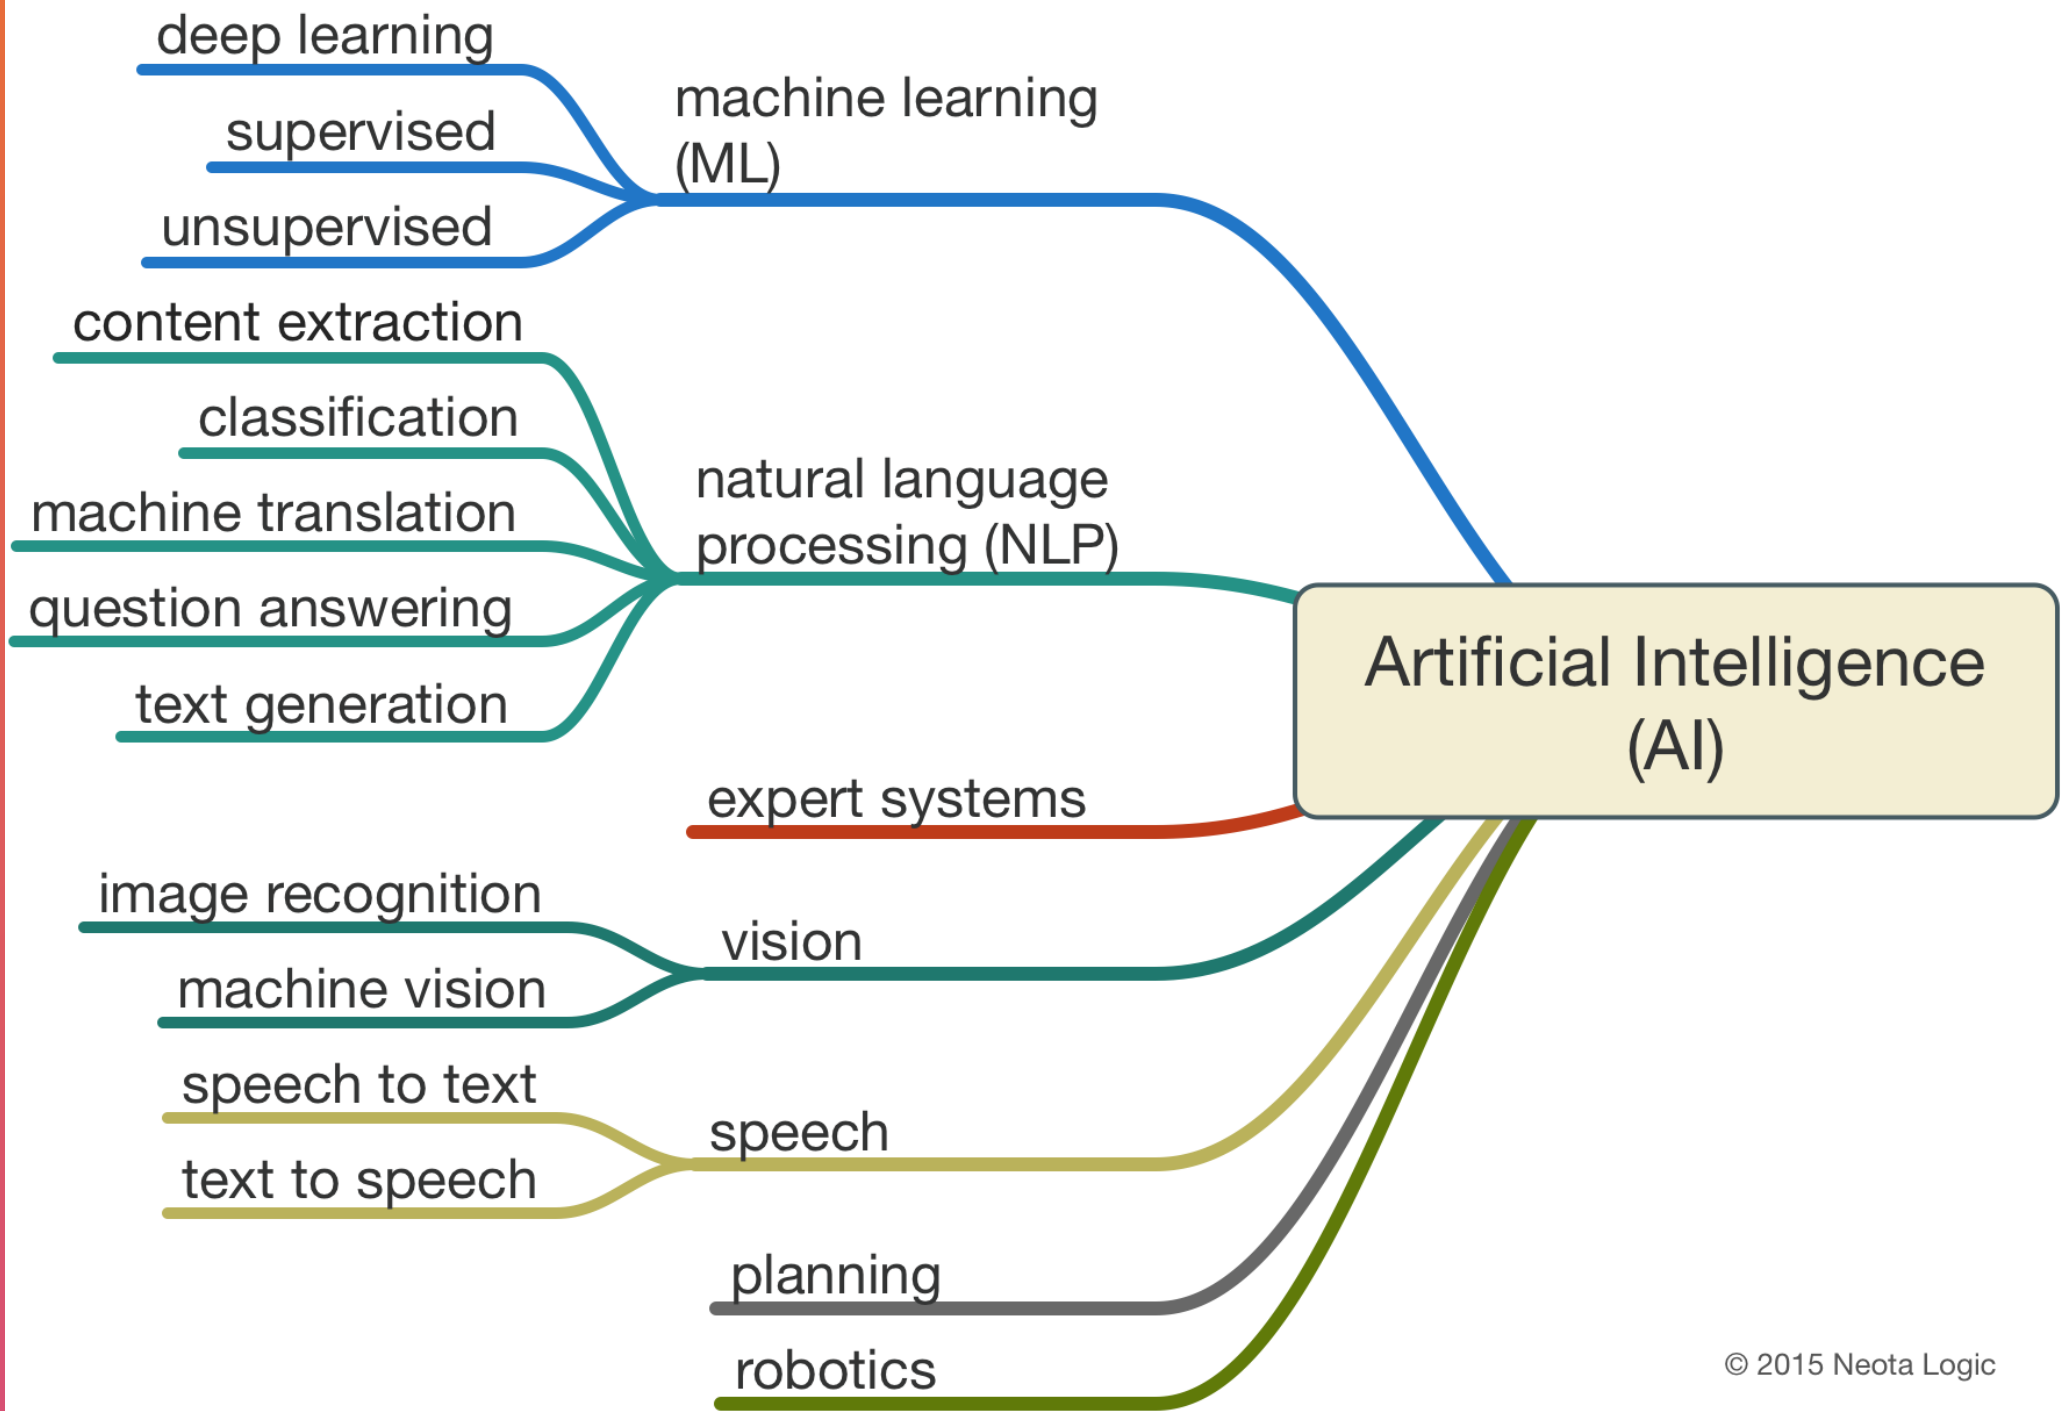 deep learning
supervised
unsupervised
machine learning
(ML)
content extraction
classification
machine translation
question answering
text generation
natural language
processing (NLP)
expert systems
image recognition
machine vision
vision
speech to text
text to speech
speech
planning
robotics
Artificial Intelligence
(AI)
© 2015 Neota Logic